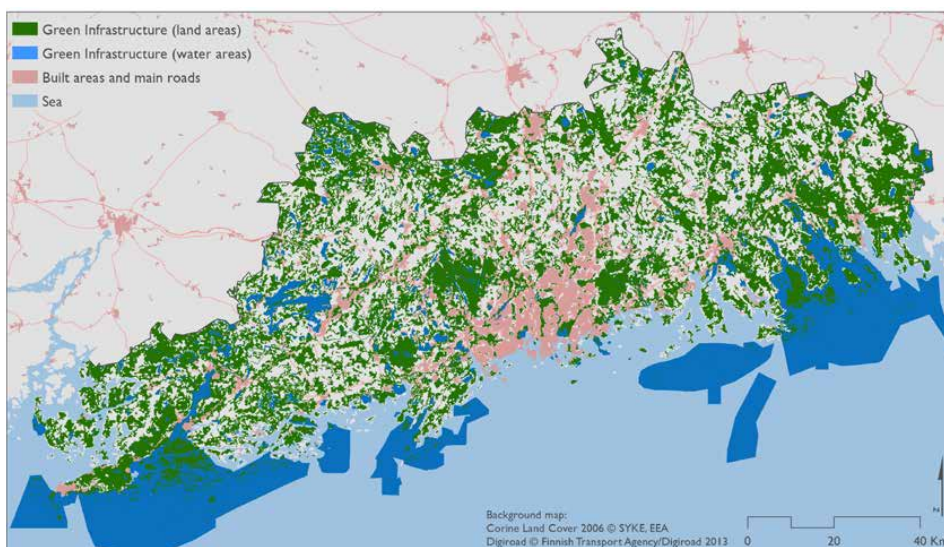 Green Infrastructure (land areas)
Green Infrastructure (water areas)
Built areas and main roads
Sea
Background map:
Corine Land Cover 2006 © SYKE, EEA
Digiroad © Finnish Transport Agency/Digiroad 2013
N
0 20 40 Km